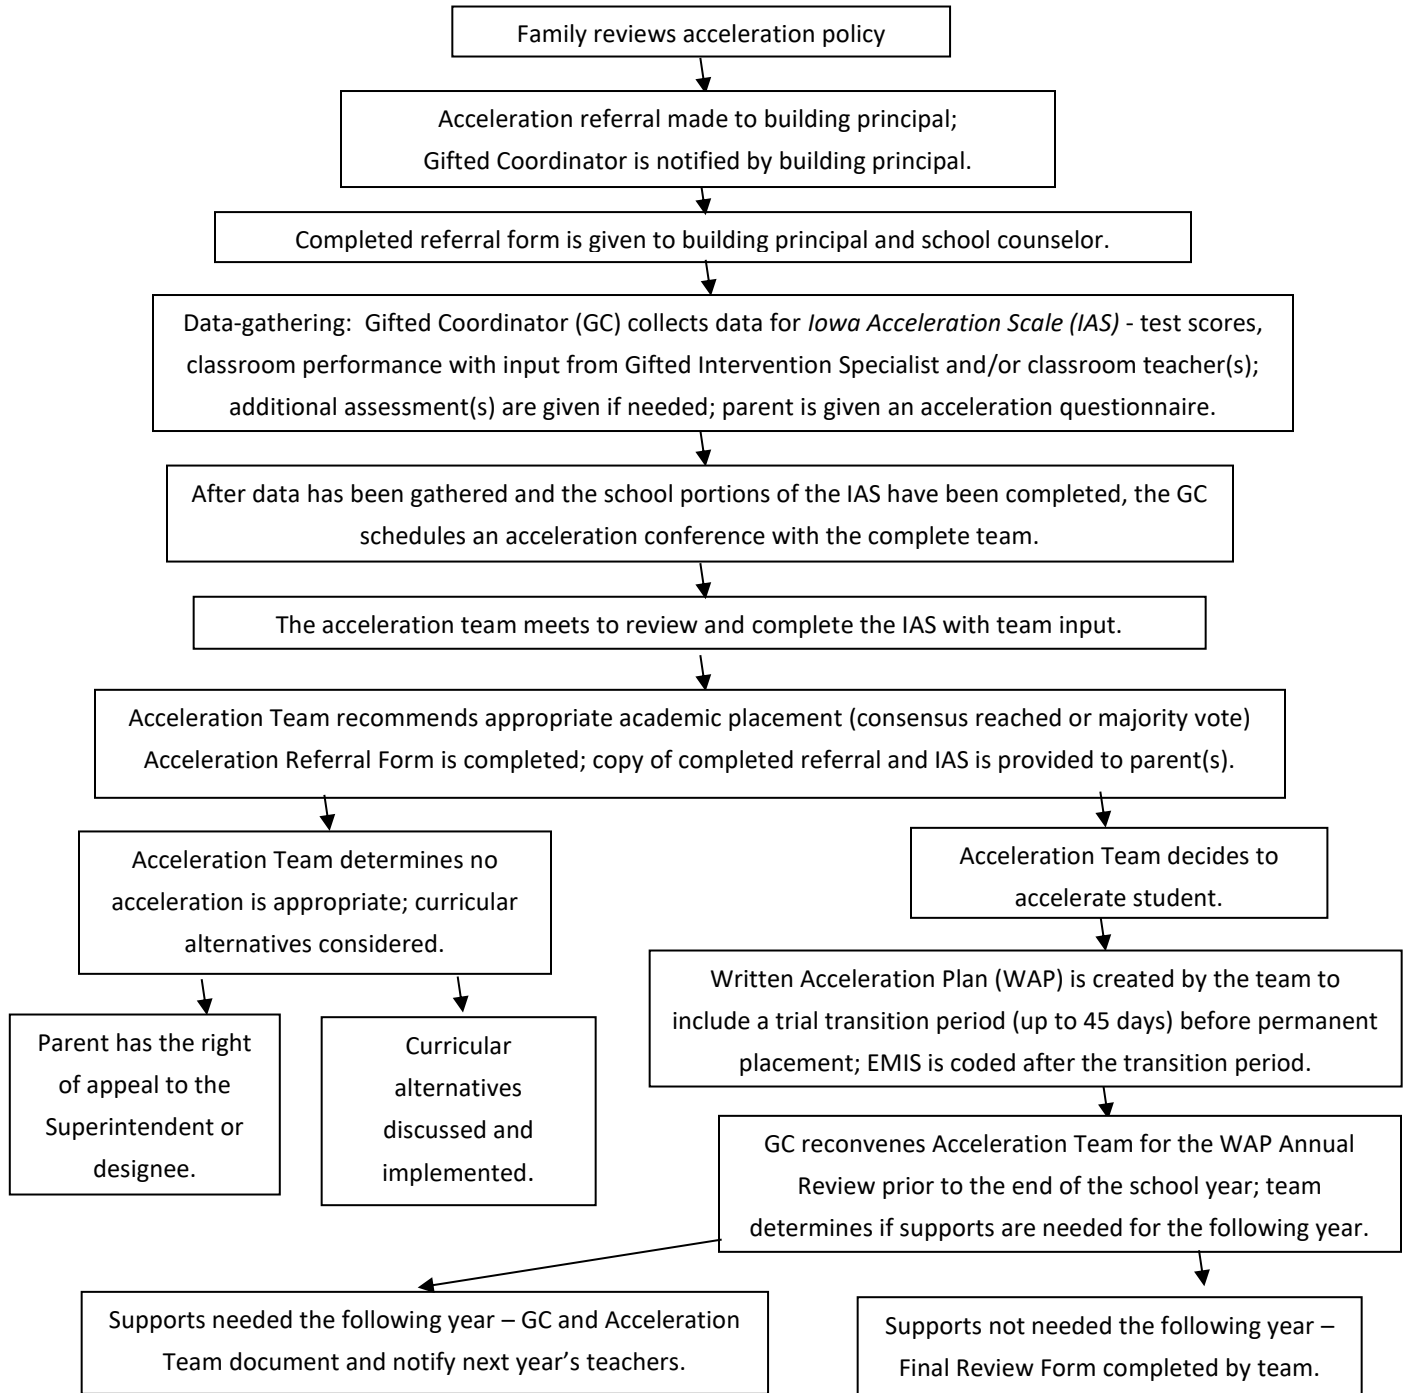 Family reviews acceleration policy
Acceleration referral made to building principal;
Gifted Coordinator is notified by building principal.
Completed referral form is given to building principal and school counselor.
Data-gathering:  Gifted Coordinator (GC) collects data for Iowa Acceleration Scale (IAS) - test scores,
classroom performance with input from Gifted Intervention Specialist and/or classroom teacher(s);
additional assessment(s) are given if needed; parent is given an acceleration questionnaire.
After data has been gathered and the school portions of the IAS have been completed, the GC
schedules an acceleration conference with the complete team.
The acceleration team meets to review and complete the IAS with team input.
Acceleration Team recommends appropriate academic placement (consensus reached or majority vote)
Acceleration Referral Form is completed; copy of completed referral and IAS is provided to parent(s).
Acceleration Team determines no
acceleration is appropriate; curricular
alternatives considered.
Parent has the right
of appeal to the
Superintendent or
designee.
Curricular
alternatives
discussed and
implemented.
Acceleration Team decides to
accelerate student.
Written Acceleration Plan (WAP) is created by the team to
include a trial transition period (up to 45 days) before permanent
placement; EMIS is coded after the transition period.
GC reconvenes Acceleration Team for the WAP Annual
Review prior to the end of the school year; team
determines if supports are needed for the following year.
Supports needed the following year – GC and Acceleration
Team document and notify next year's teachers.
Supports not needed the following year –
Final Review Form completed by team.